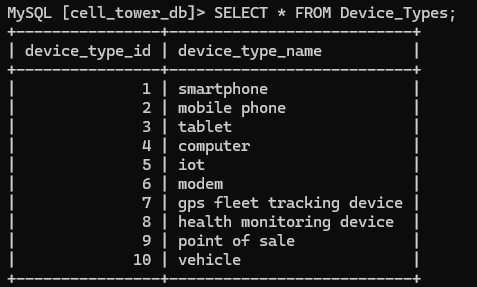 MySQL [cell_tower_db]> SELECT * FROM Device_Types;
+----------------+---------------------------+
| device_type_id | device_type_name          |
+----------------+---------------------------+
|              1 | smartphone                |
|              2 | mobile phone              |
|              3 | tablet                    |
|              4 | computer                  |
|              5 | iot                       |
|              6 | modem                     |
|              7 | gps fleet tracking device |
|              8 | health monitoring device  |
|              9 | point of sale             |
|             10 | vehicle                   |
+----------------+---------------------------+